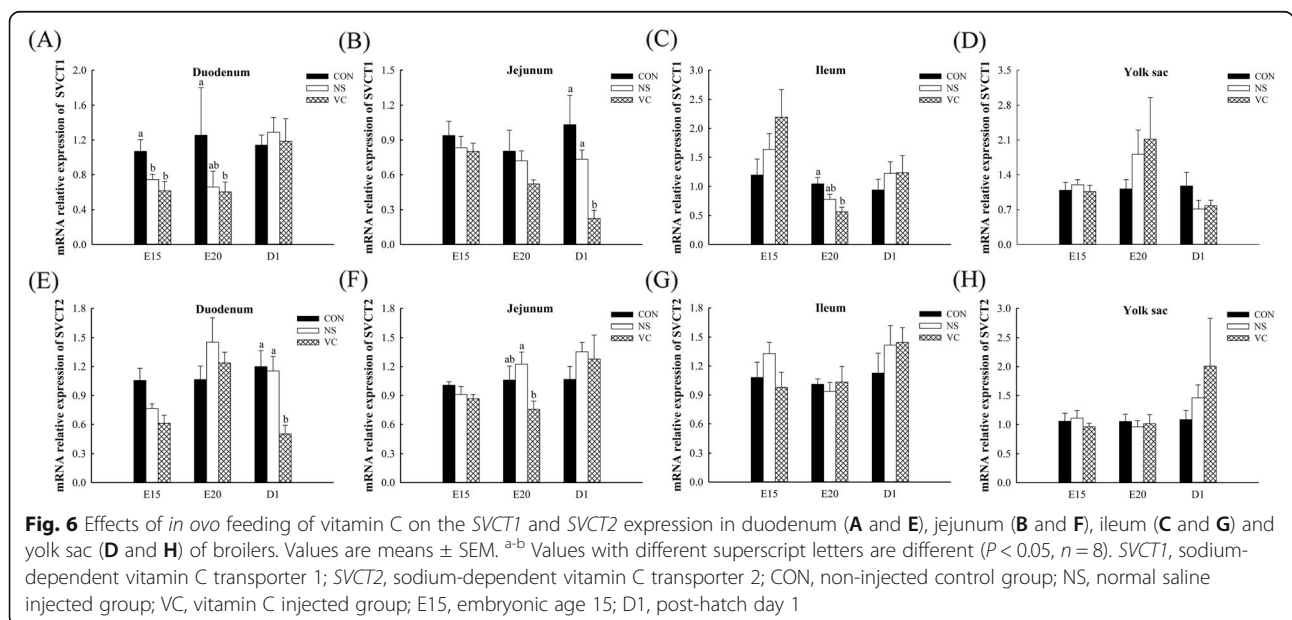 (A)
Duodenum
mRNA relative expression of SVCT1
2.0
1.6
1.2
0.8
0.4
0.0
a
b
b
a
ab
b
CON
NS
VC
E15 E20 D1
(B)
Jejunum
mRNA relative expression of SVCT1
1.5
1.2
0.9
0.6
0.3
0.0
a
a
b
CON
NS
VC
E15 E20 D1
(C)
Ileum
mRNA relative expression of SVCT1
3.0
2.5
2.0
1.5
1.0
0.5
0.0
a
ab
b
CON
NS
VC
E15 E20 D1
(D)
Yolk sac
mRNA relative expression of SVCT1
3.5
2.8
2.1
1.4
0.7
0.0
CON
NS
VC
E15 E20 D1
(E)
Duodenum
mRNA relative expression of SVCT2
1.8
1.5
1.2
0.9
0.6
0.3
0.0
a
a
b
CON
NS
VC
E15 E20 D1
(F)
Jejunum
mRNA relative expression of SVCT2
1.8
1.5
1.2
0.9
0.6
0.3
0.0
ab
a
b
CON
NS
VC
E15 E20 D1
(G)
Ileum
mRNA relative expression of SVCT2
1.8
1.5
1.2
0.9
0.6
0.3
0.0
CON
NS
VC
E15 E20 D1
(H)
Yolk sac
mRNA relative expression of SVCT2
3.0
2.5
2.0
1.5
1.0
0.5
0.0
CON
NS
VC
E15 E20 D1
Fig. 6 Effects of in ovo feeding of vitamin C on the SVCT1 and SVCT2 expression in duodenum (A and E), jejunum (B and F), ileum (C and G) and
yolk sac (D and H) of broilers. Values are means ± SEM. a-b Values with different superscript letters are different (P < 0.05, n = 8). SVCT1, sodium-
dependent vitamin C transporter 1; SVCT2, sodium-dependent vitamin C transporter 2; CON, non-injected control group; NS, normal saline
injected group; VC, vitamin C injected group; E15, embryonic age 15; D1, post-hatch day 1